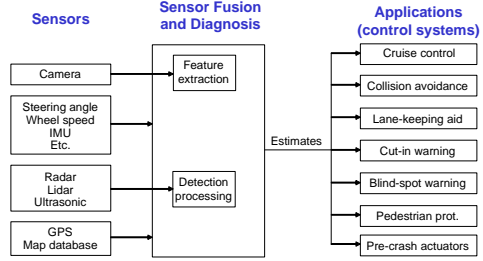 Sensors
Sensor Fusion
and Diagnosis
Applications
(control systems)
Camera
Steering angle
Wheel speed
IMU
Etc.
Radar
Lidar
Ultrasonic
GPS
Map database
Feature
extraction
Detection
processing
Estimates
Cruise control
Collision avoidance
Lane-keeping aid
Cut-in warning
Blind-spot warning
Pedestrian prot.
Pre-crash actuators